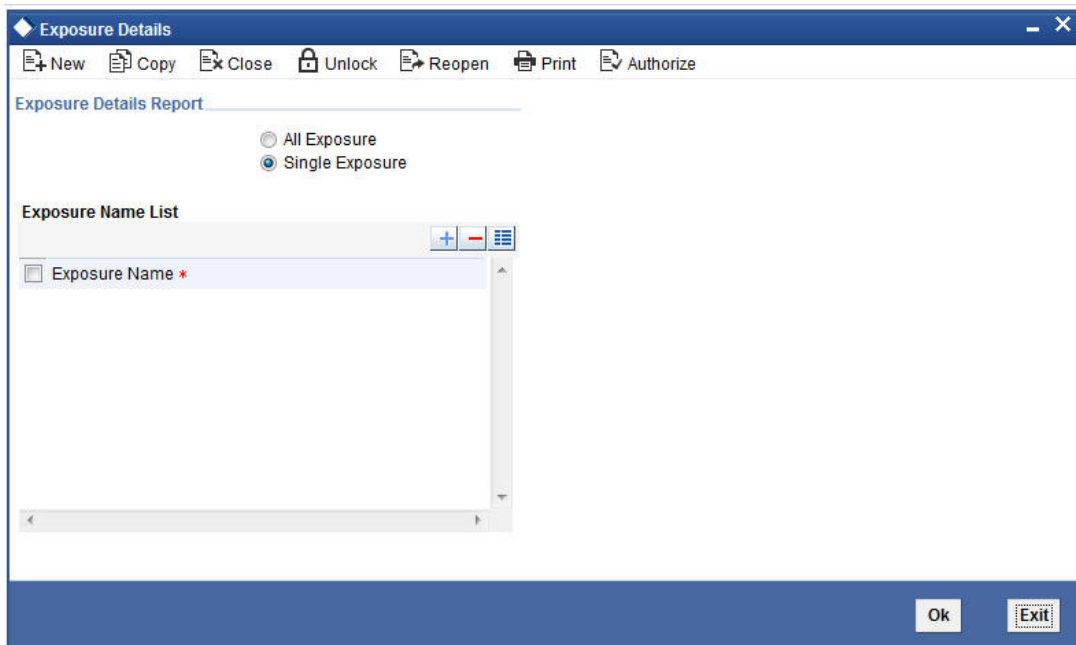 Exposure Details
New Copy Close Unlock Reopen Print Authorize
Exposure Details Report
All Exposure
Single Exposure
Exposure Name List
Exposure Name *
Ok Exit